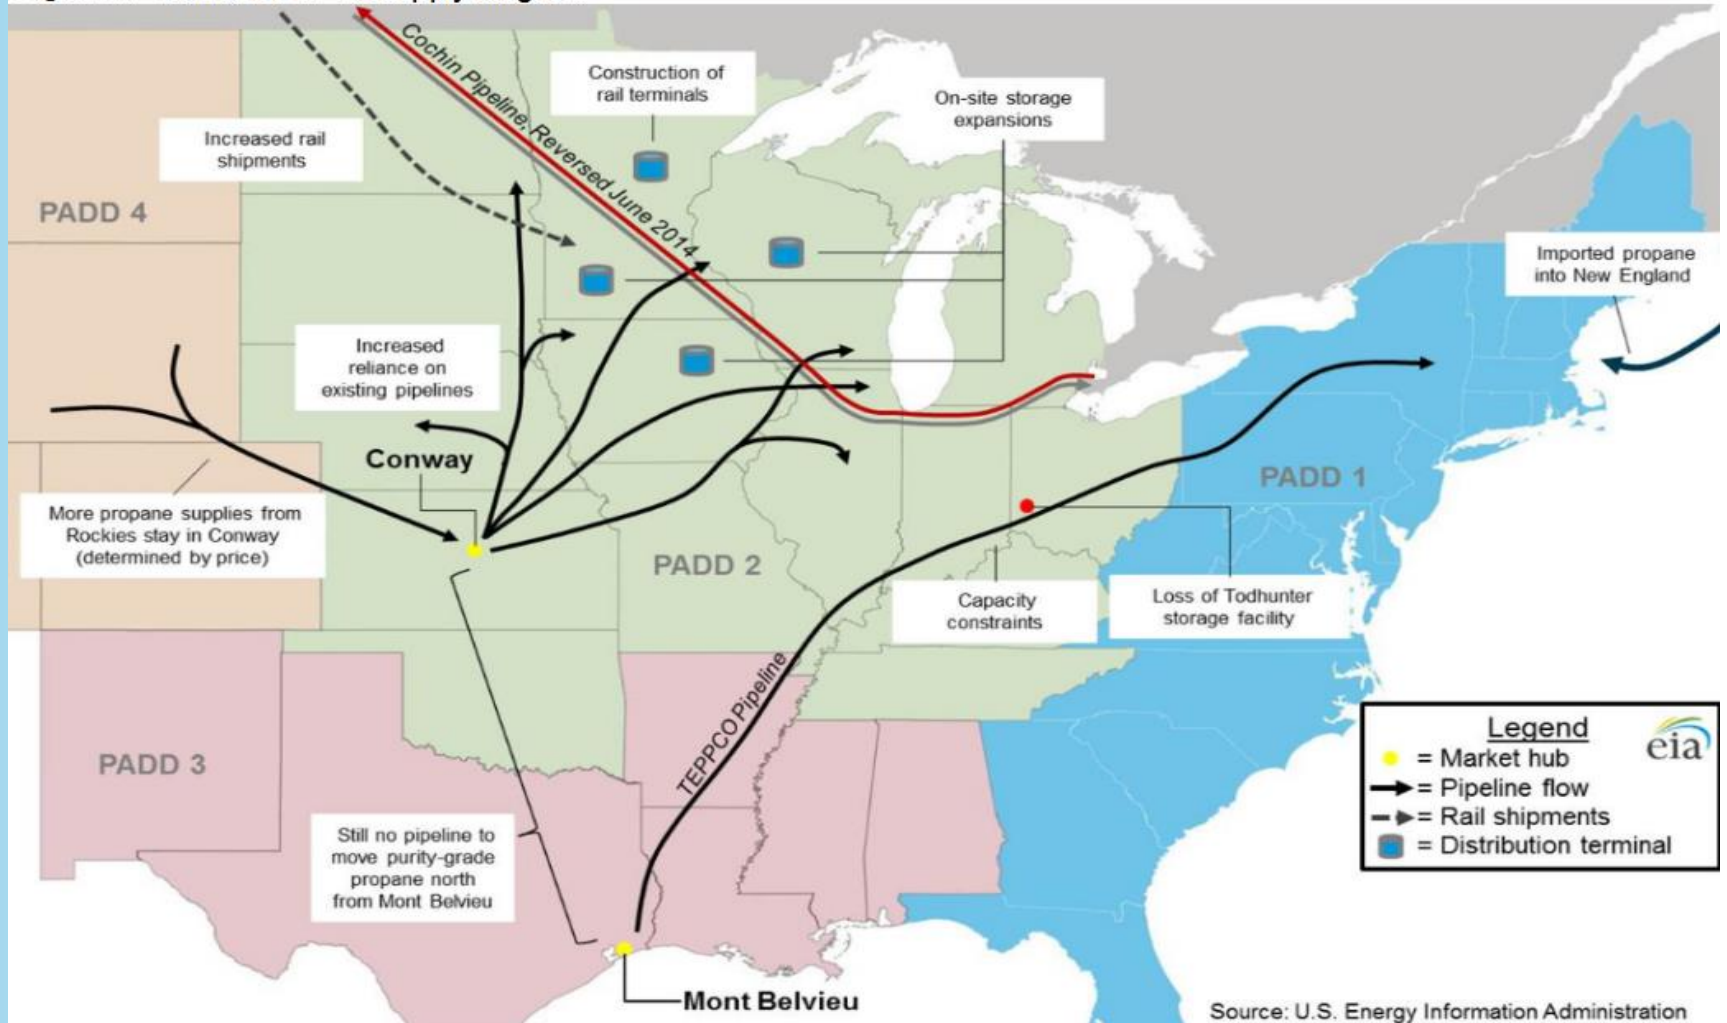 Cochin Pipeline, Reversed June 2014
Construction of
rail terminals
On-site storage
expansions
Increased rail
shipments
PADD 4
Imported propane
into New England
Increased
reliance on
existing pipelines
Conway
PADD 1
More propane supplies from
Rockies stay in Conway
(determined by price)
PADD 2
Capacity
constraints
Loss of Todhunter
storage facility
TEPPCO Pipeline
PADD 3
Still no pipeline to
move purity-grade
propane north
from Mont Belvieu
Legend
eia
= Market hub
= Pipeline flow
= Rail shipments
= Distribution terminal
Mont Belvieu
Source: U.S. Energy Information Administration